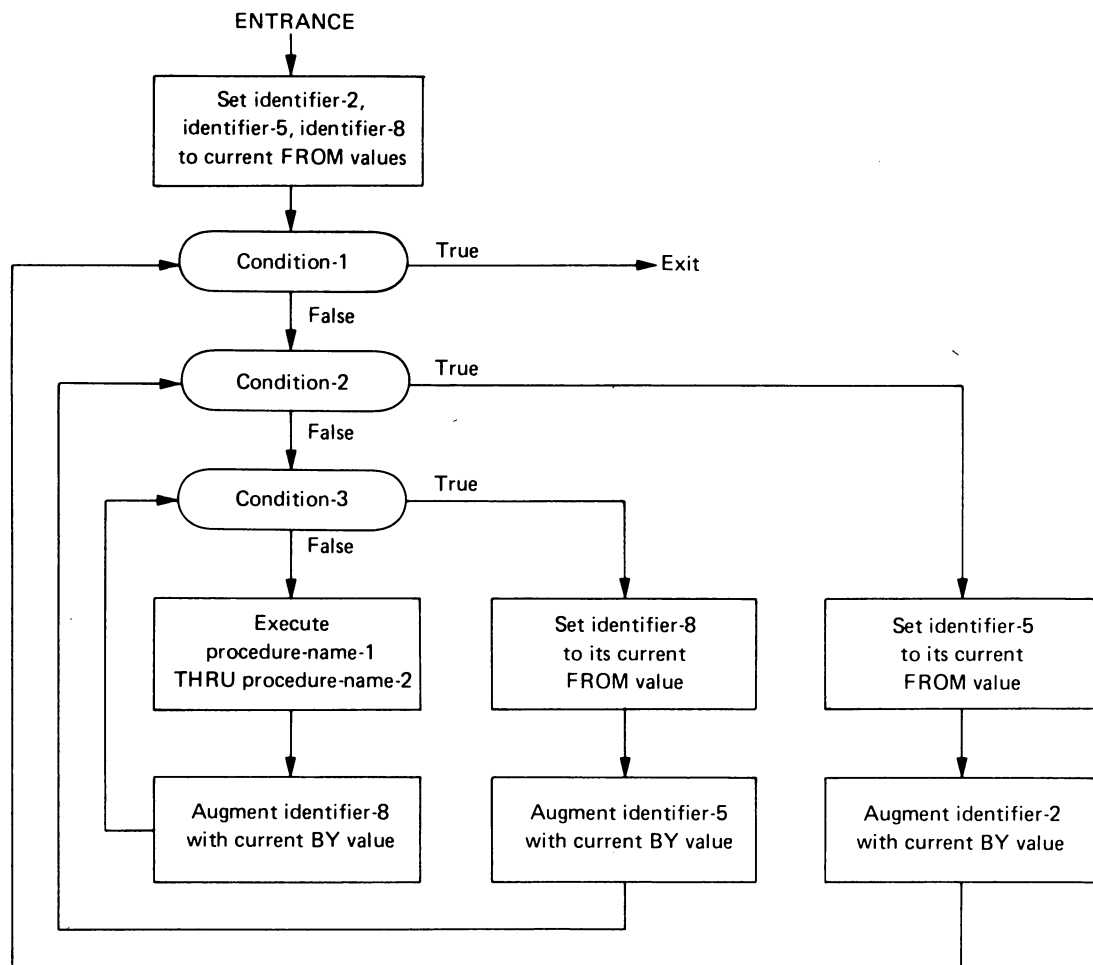 ENTRANCE
Set identifier-2,
identifier-5, identifier-8
to current FROM values
Condition-1
True
Exit
False
Condition-2
True
False
Condition-3
True
False
Execute
procedure-name-1
THRU procedure-name-2
Set identifier-8
to its current
FROM value
Set identifier-5
to its current
FROM value
Augment identifier-8
with current BY value
Augment identifier-5
with current BY value
Augment identifier-2
with current BY value